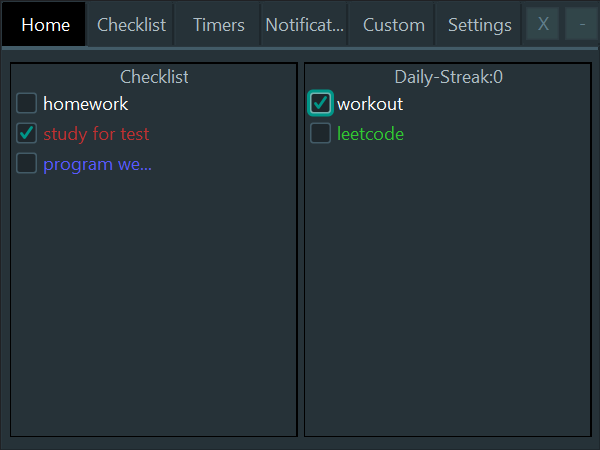 Home Checklist Timers Notificat... Custom Settings X -
Checklist
homework
study for test
program we...
Daily-Streak:0
workout
leetcode